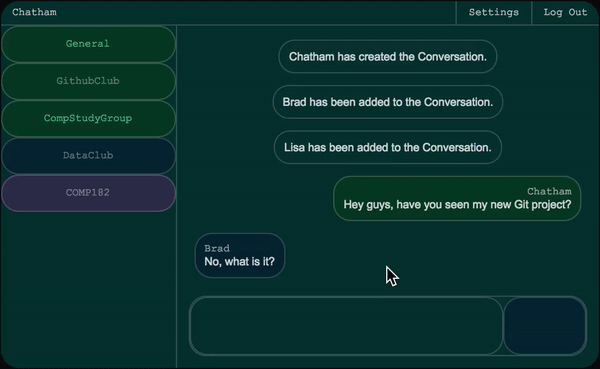 Chatham
Settings
Log Out
General
GithubClub
CompStudyGroup
DataClub
COMP182
Chatham has created the Conversation.
Brad has been added to the Conversation.
Lisa has been added to the Conversation.
Chatham
Hey guys, have you seen my new Git project?
Brad
No, what is it?